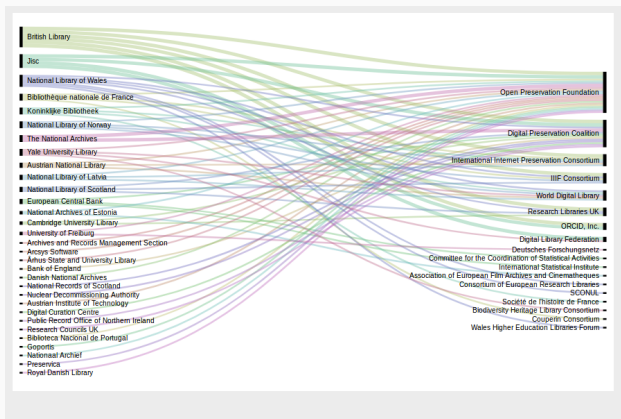 British Library
Jisc
National Library of Wales
Bibliothèque nationale de France
Koninklijke Bibliotheek
National Library of Norway
The National Archives
Yale University Library
Austrian National Library
National Library of Latvia
National Library of Scotland
European Central Bank
National Archives of Estonia
Cambridge University Library
University of Freiburg
Archives and Records Management Section
Arcsys Software
Århus State and University Library
Bank of England
Danish National Archives
National Records of Scotland
Nuclear Decommissioning Authority
Austrian Institute of Technology
Digital Curation Centre
Public Record Office of Northern Ireland
Research Councils UK
Biblioteca Nacional de Portugal
Goportis
Nationaal Archief
Preservica
Royal Danish Library
Open Preservation Foundation
Digital Preservation Coalition
International Internet Preservation Consortium
IIIF Consortium
World Digital Library
Research Libraries UK
ORCID, Inc.
Digital Library Federation
Deutsches Forschungsnetz
Committee for the Coordination of Statistical Activities
International Statistical Institute
Association of European Film Archives and Cinematheques
Consortium of European Research Libraries
SCONUL
Société de l'histoire de France
Biodiversity Heritage Library Consortium
Couperin Consortium
Wales Higher Education Libraries Forum